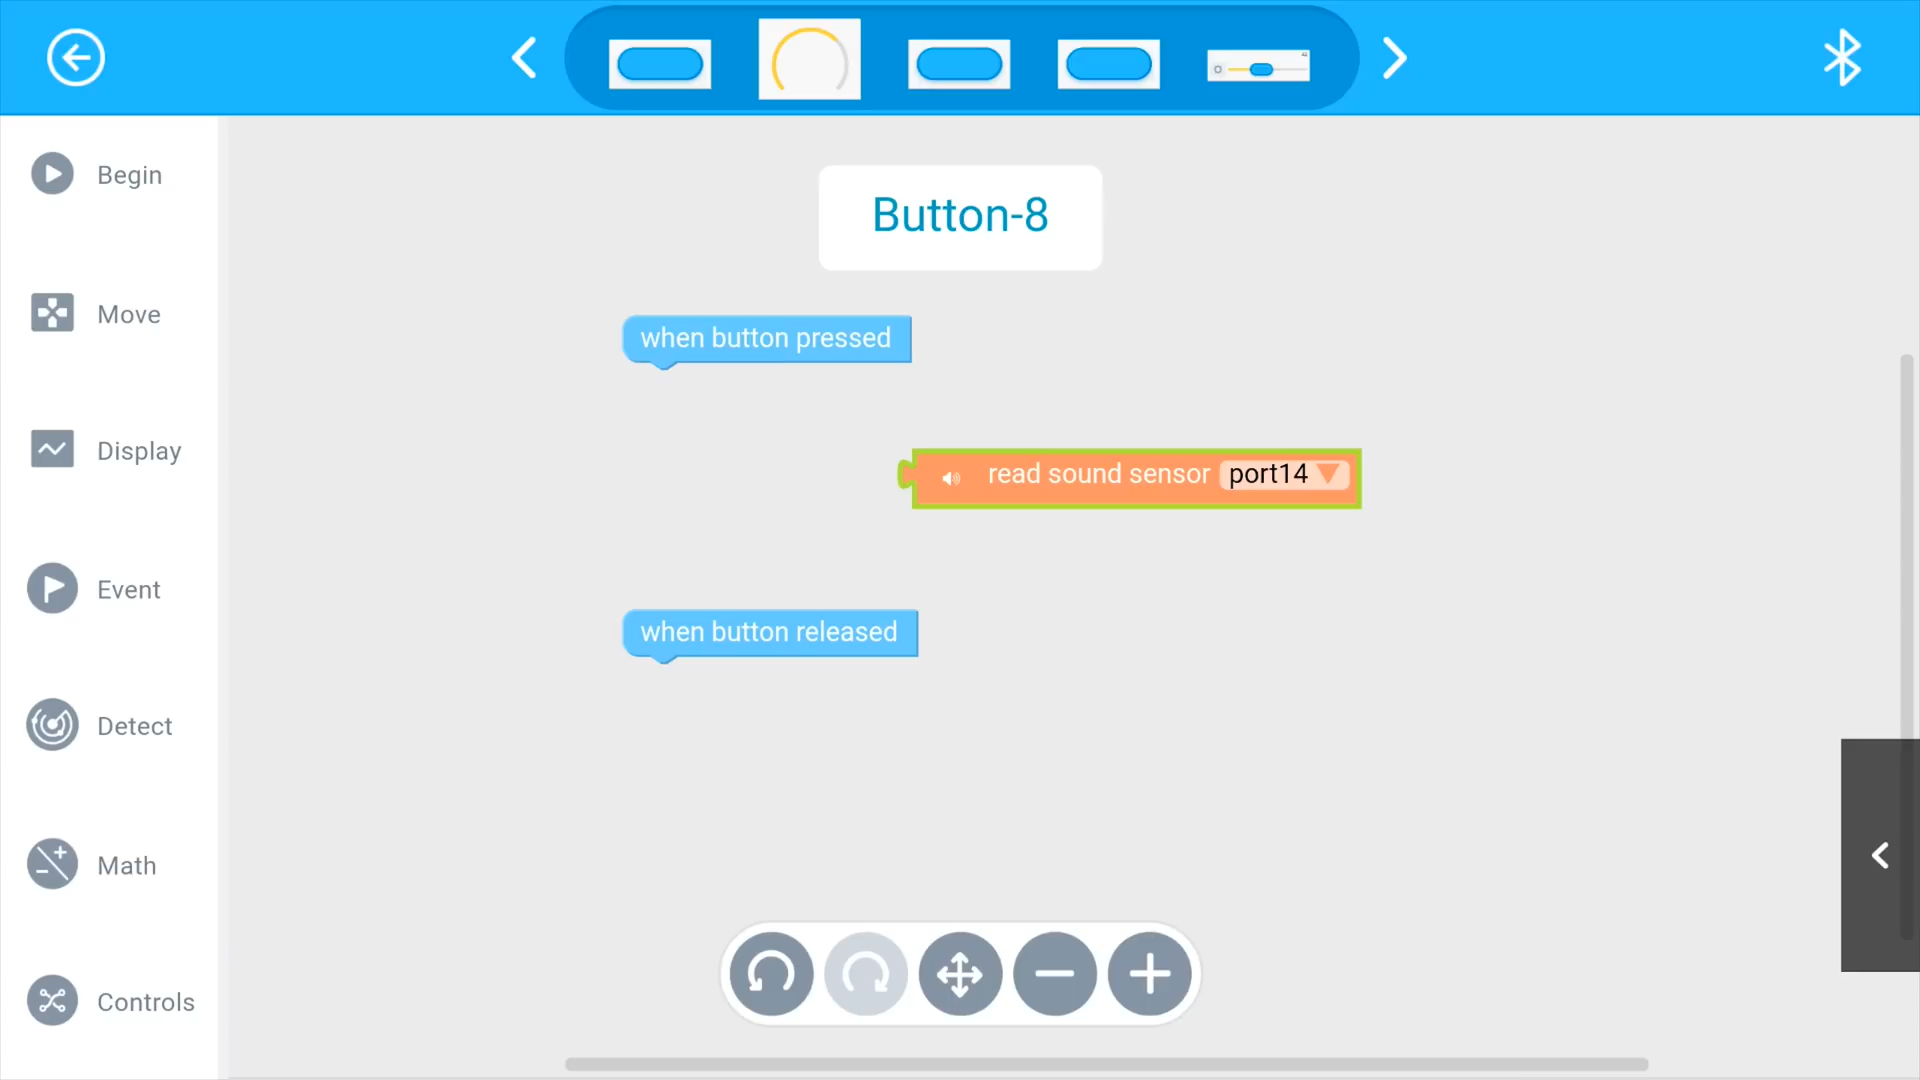 Button-8
Begin
Move
Display
Event
Detect
Math
Controls
when button pressed
read sound sensor port14
when button released